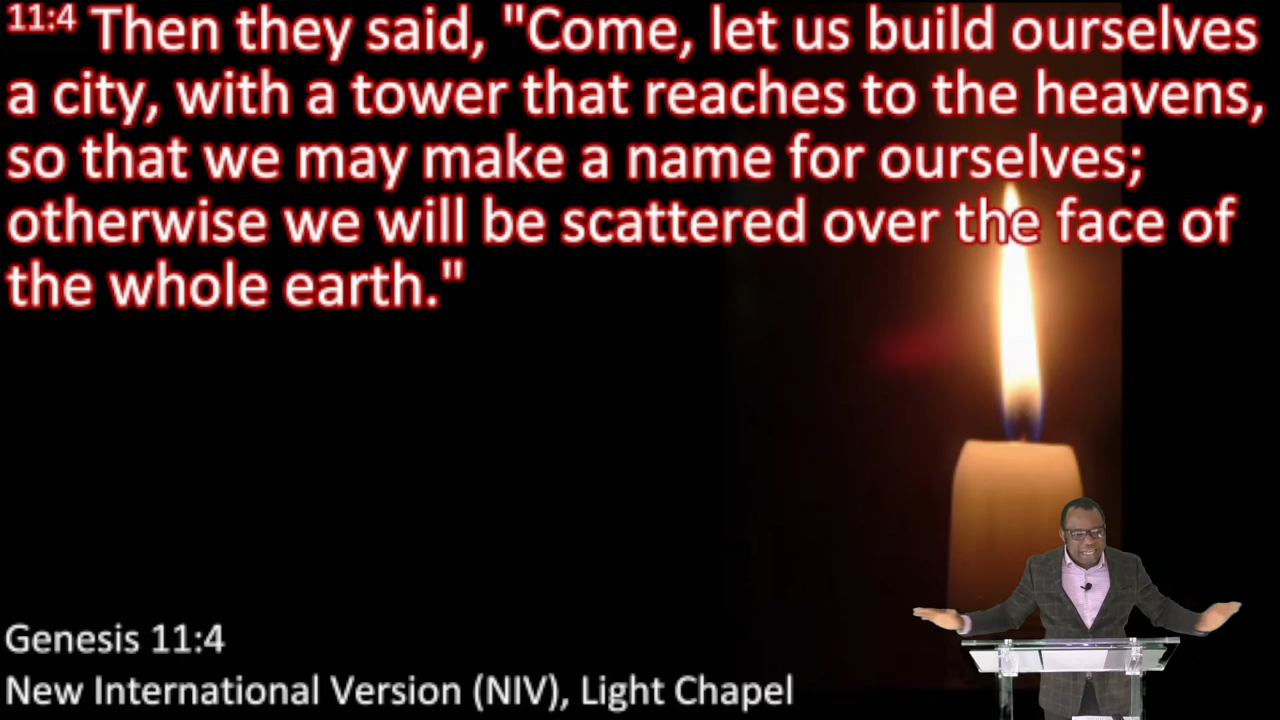 11:4 Then they said, "Come, let us build ourselves
a city, with a tower that reaches to the heavens,
so that we may make a name for ourselves;
otherwise we will be scattered over the face of
the whole earth."
Genesis 11:4
New International Version (NIV), Light Chapel